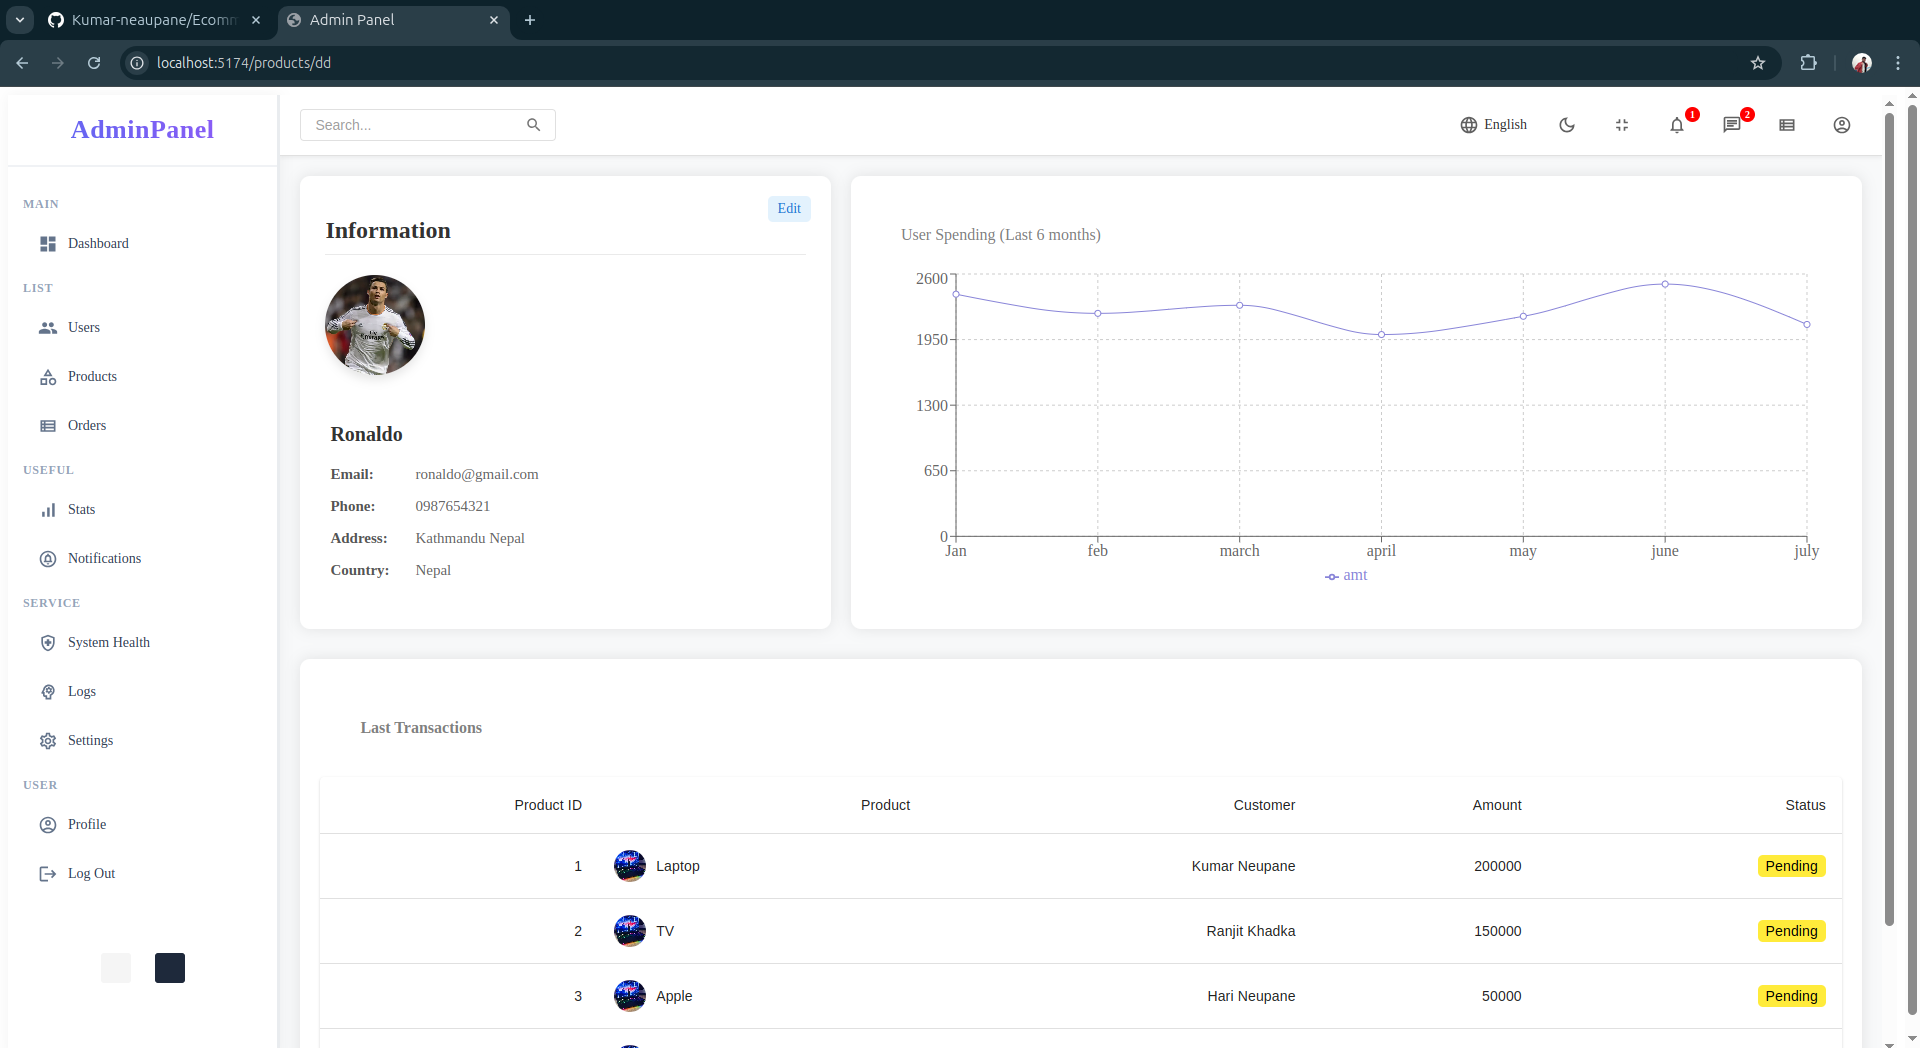 Kumar-neaupane/Ecomm
Admin Panel
localhost:5174/products/dd
AdminPanel
Search...
English
1
2
MAIN
Dashboard
LIST
Users
Products
Orders
USEFUL
Stats
Notifications
SERVICE
System Health
Logs
Settings
USER
Profile
Log Out
Edit
Information
Ronaldo
Email: ronaldo@gmail.com
Phone: 0987654321
Address: Kathmandu Nepal
Country: Nepal
User Spending (Last 6 months)
2600
1950
1300
650
0
Jan feb march april may june july
amt
Last Transactions
Product ID Product Customer Amount Status
1 Laptop Kumar Neupane 200000 Pending
2 TV Ranjit Khadka 150000 Pending
3 Apple Hari Neupane 50000 Pending